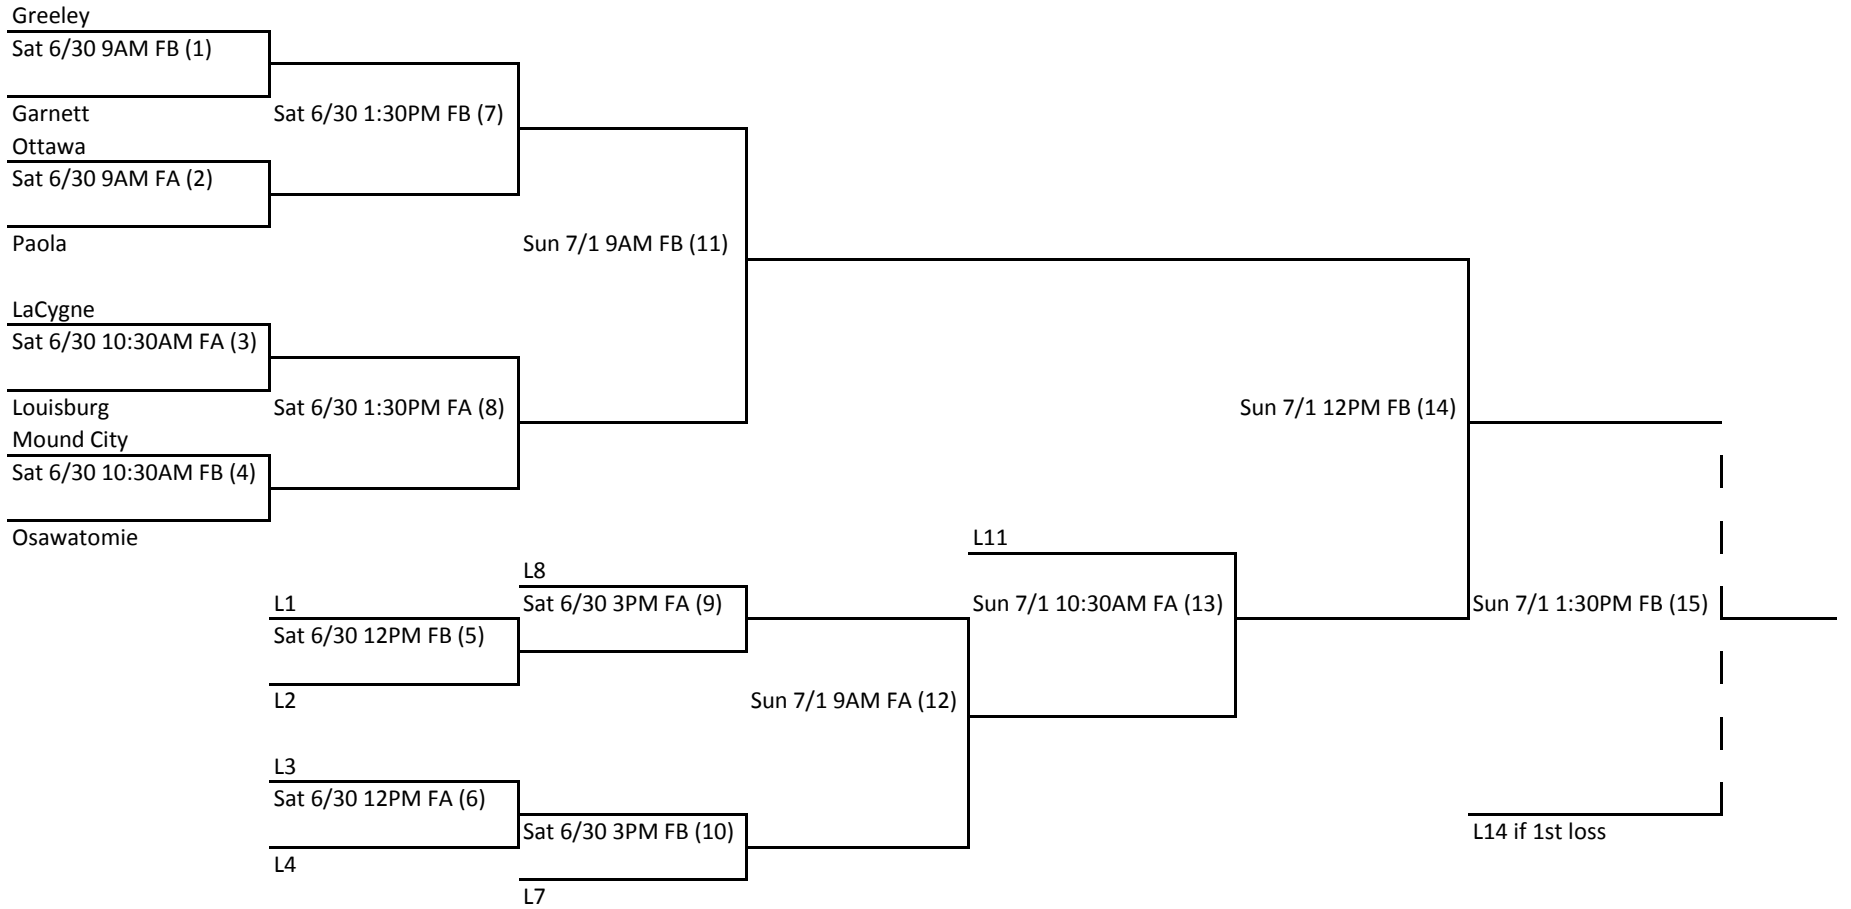 Greeley
Sat 6/30 9AM FB (1)
Garnett
Sat 6/30 1:30PM FB (7)
Ottawa
Sat 6/30 9AM FA (2)
Paola
Sun 7/1 9AM FB (11)
LaCygne
Sat 6/30 10:30AM FA (3)
Louisburg
Sat 6/30 1:30PM FA (8)
Sun 7/1 12PM FB (14)
Mound City
Sat 6/30 10:30AM FB (4)
Osawatomie
L11
L8
L1
Sat 6/30 3PM FA (9)
Sun 7/1 10:30AM FA (13)
Sun 7/1 1:30PM FB (15)
Sat 6/30 12PM FB (5)
L2
Sun 7/1 9AM FA (12)
L3
Sat 6/30 12PM FA (6)
Sat 6/30 3PM FB (10)
L14 if 1st loss
L4
L7